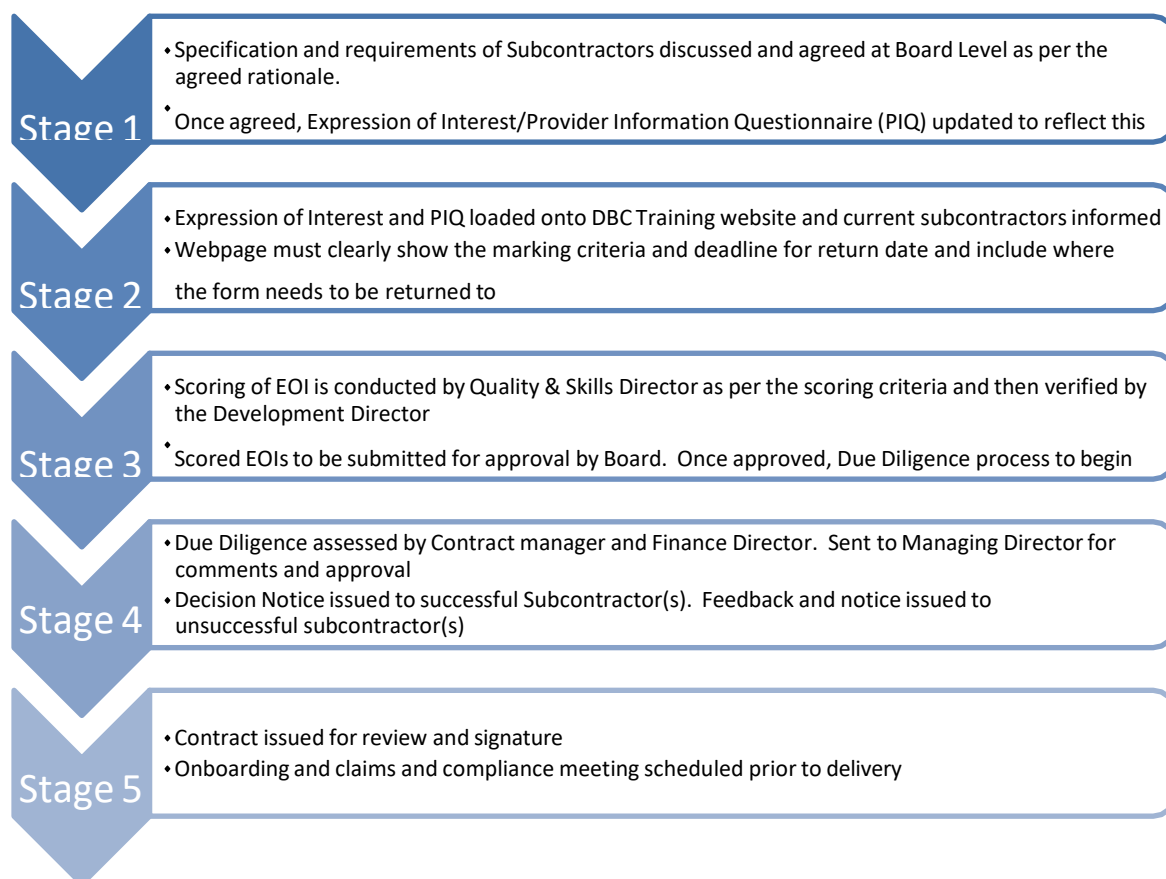 Stage 1
• Specification and requirements of Subcontractors discussed and agreed at Board Level as per the
agreed rationale.
• Once agreed, Expression of Interest/Provider Information Questionnaire (PIQ) updated to reflect this
Stage 2
• Expression of Interest and PIQ loaded onto DBC Training website and current subcontractors informed
• Webpage must clearly show the marking criteria and deadline for return date and include where
the form needs to be returned to
Stage 3
• Scoring of EOI is conducted by Quality & Skills Director as per the scoring criteria and then verified by
the Development Director
• Scored EOIs to be submitted for approval by Board. Once approved, Due Diligence process to begin
Stage 4
• Due Diligence assessed by Contract manager and Finance Director. Sent to Managing Director for
comments and approval
• Decision Notice issued to successful Subcontractor(s). Feedback and notice issued to
unsuccessful subcontractor(s)
Stage 5
• Contract issued for review and signature
• Onboarding and claims and compliance meeting scheduled prior to delivery